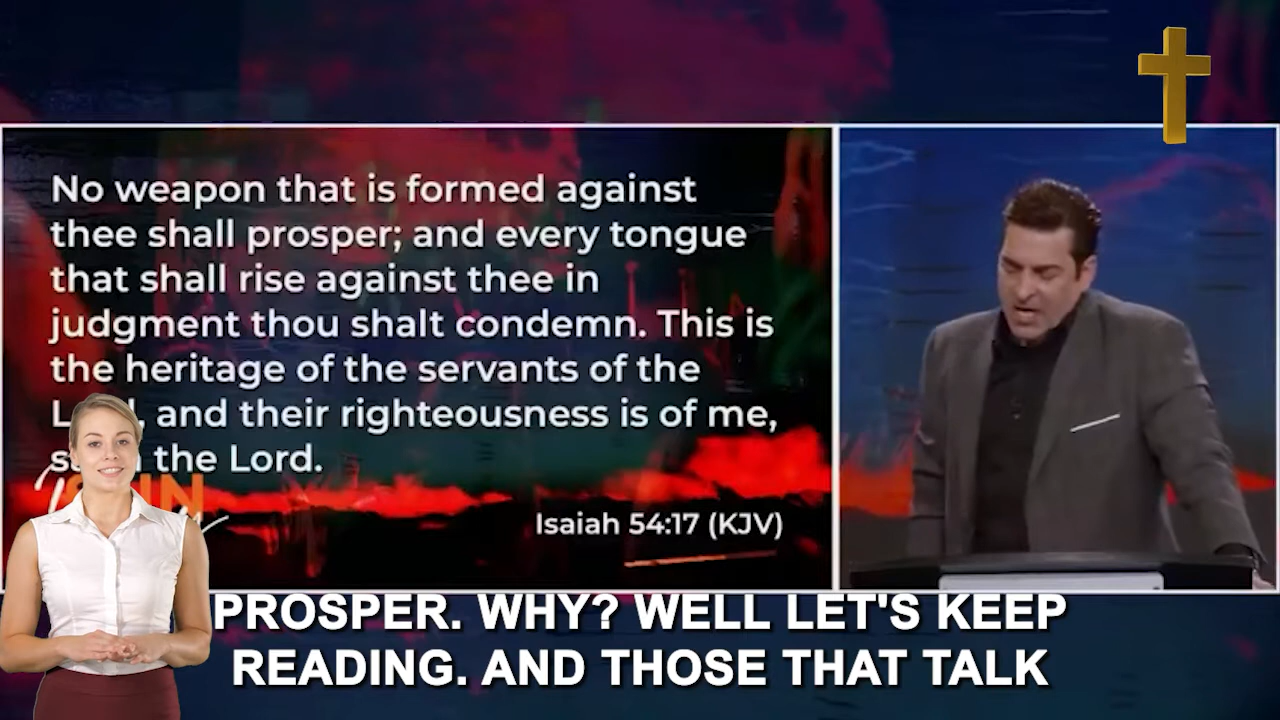 No weapon that is formed against
thee shall prosper; and every tongue
that shall rise against thee in
judgment thou shalt condemn. This is
the heritage of the servants of the
and their righteousness is of me,
the Lord.
Isaiah 54:17 (KJV)
PROSPER. WHY? WELL LET'S KEEP
READING. AND THOSE THAT TALK